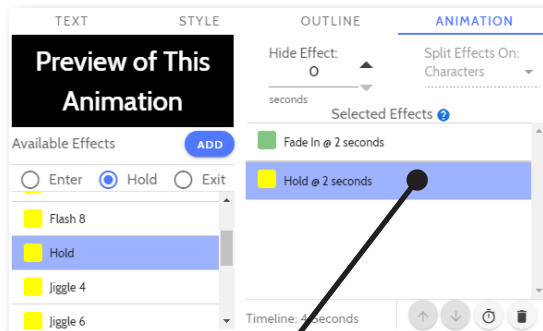 TEXT STYLE OUTLINE ANIMATION
Preview of This
Animation
Available Effects ADD
Enter Hold Exit
Flash 8
Hold
Jiggle 4
Jiggle 6
Hide Effect:
0
seconds
Split Effects On:
Characters
Selected Effects ?
Fade In @ 2 seconds
Hold @ 2 seconds
Timeline: 4 Seconds